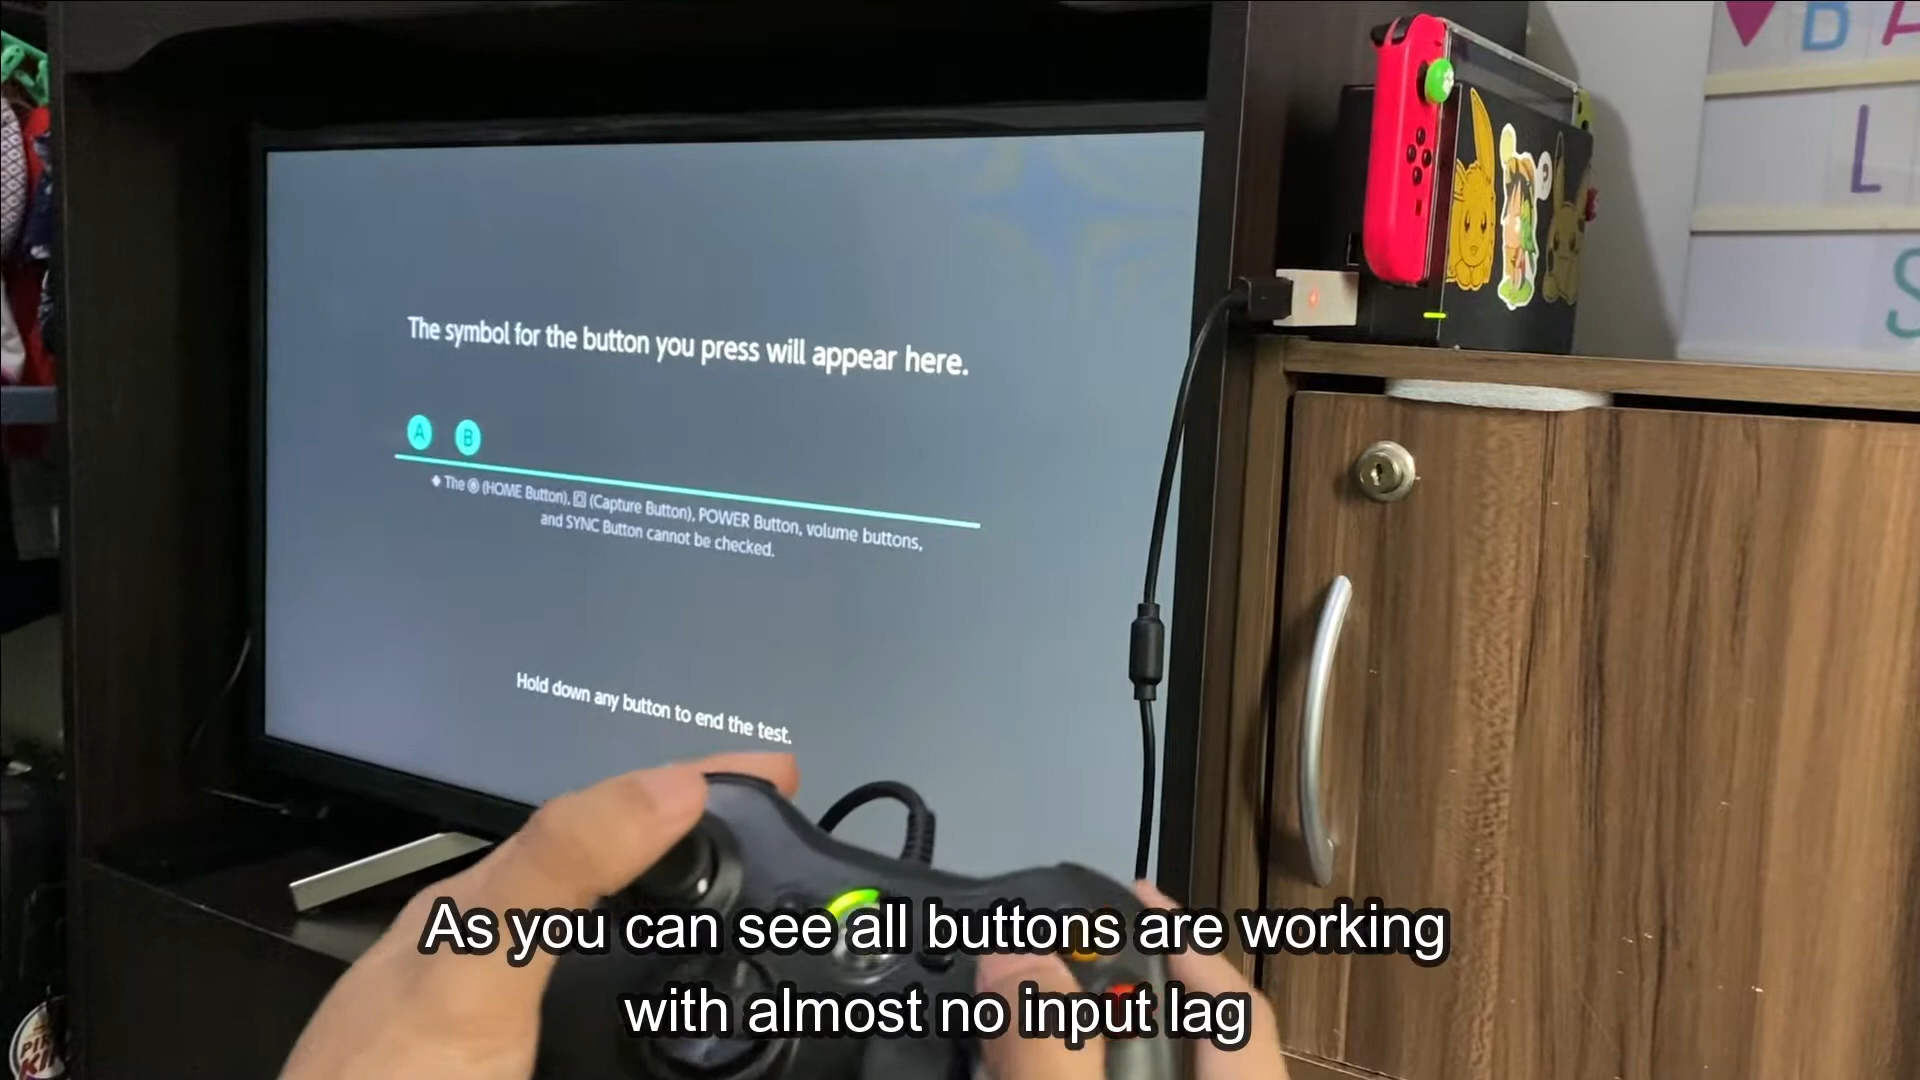 BA
L
S
The symbol for the button you press will appear here.
A B
The (HOME Button), (Capture Button), POWER Button, volume buttons,
and SYNC Button cannot be checked.
Hold down any button to end the test.
As you can see all buttons are working
with almost no input lag